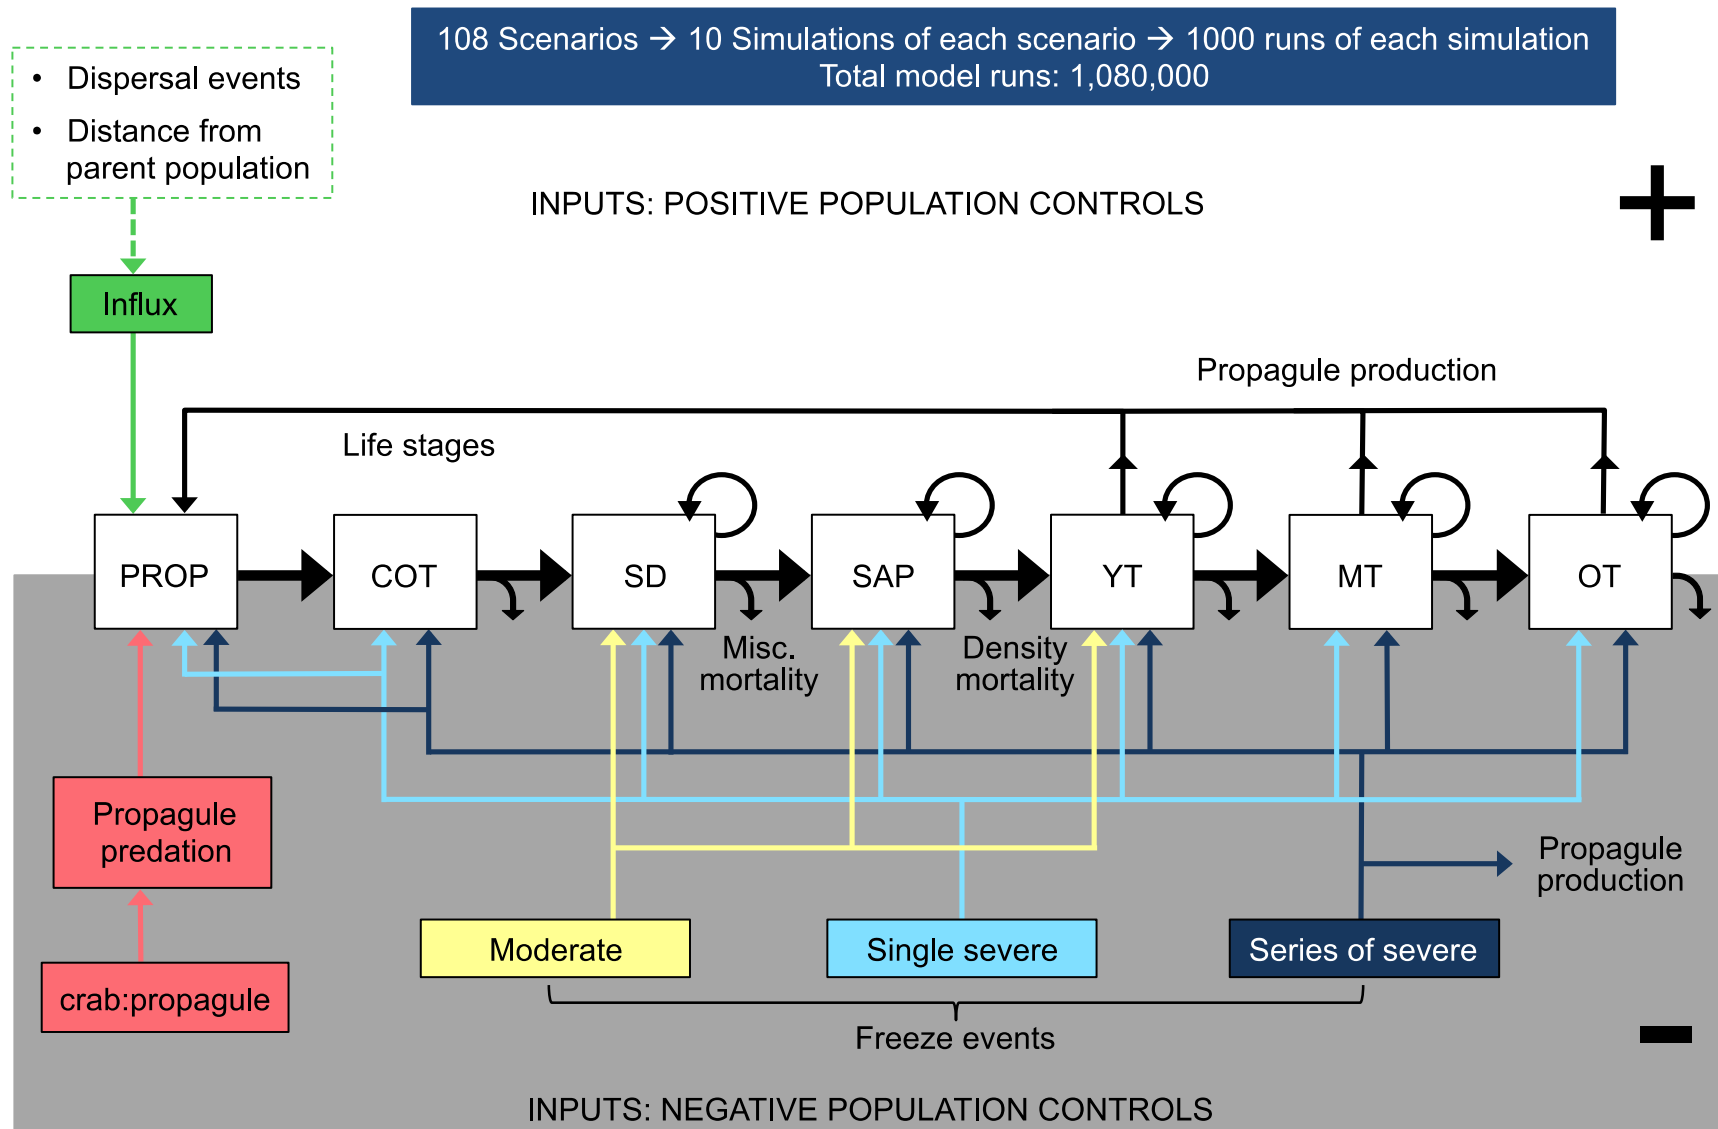 108 Scenarios → 10 Simulations of each scenario → 1000 runs of each simulation
Total model runs: 1,080,000
• Dispersal events
• Distance from
parent population
INPUTS: POSITIVE POPULATION CONTROLS
+
Influx
Propagule production
Life stages
PROP
COT
SD
SAP
YT
MT
OT
Misc.
mortality
Density
mortality
Propagule
predation
Propagule
production
Moderate
Single severe
Series of severe
crab:propagule
Freeze events
-
INPUTS: NEGATIVE POPULATION CONTROLS